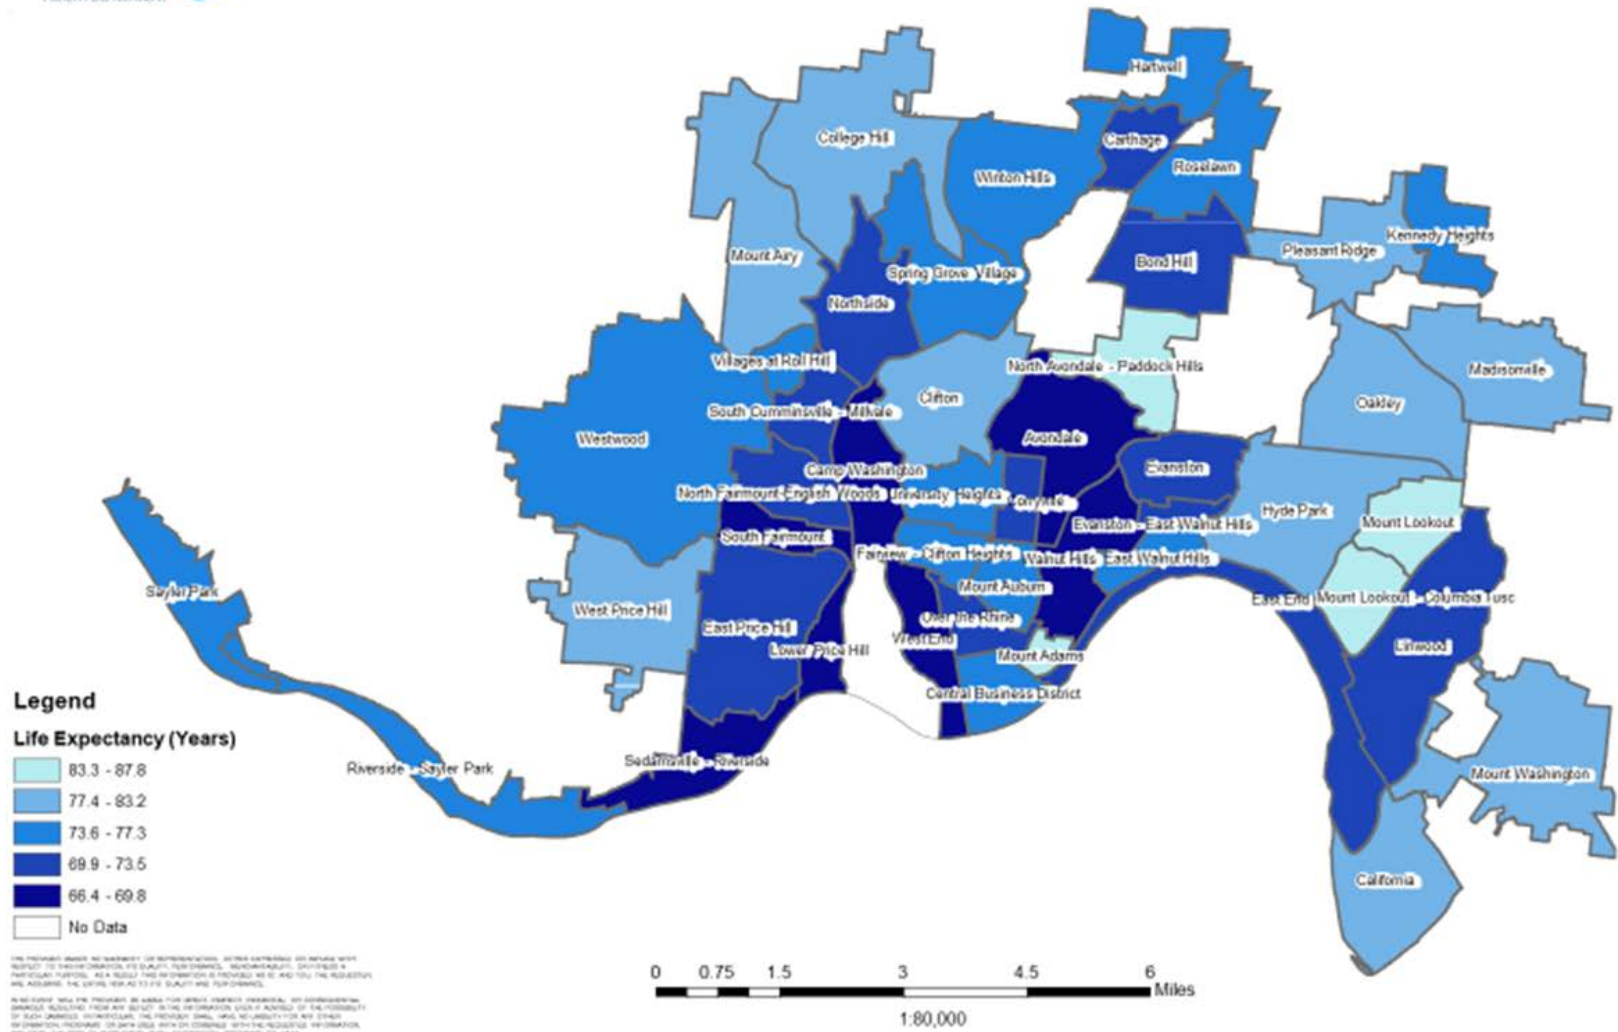 Hartwell
Carthage
College Hill
Roselawn
Winton Hills
Kennedy Heights
Pleasant Ridge
Mount Airy
Bond Hill
Spring Grove Village
Northside
Villages at Roll Hill
North Avondale - Paddock Hills
Madisonville
Clifton
Oakley
South Cumminsville - Millvale
Westwood
Avondale
Evanston
Camp Washington
North Fairmount-English Woods
University Heights
Corryville
Hyde Park
Mount Lookout
Evanston - East Walnut Hills
South Fairmount
Fairview - Clifton Heights
Walnut Hills
East Walnut Hills
Mount Auburn
Sayler Park
East End
Mount Lookout - Columbia Tusc
West Price Hill
Over the Rhine
East Price Hill
West End
Linwood
Lower Price Hill
Mount Adams
Central Business District
Sedamsville - Riverside
Riverside - Sayler Park
Mount Washington
California
Legend
Life Expectancy (Years)
83.3 - 87.8
77.4 - 83.2
73.6 - 77.3
69.9 - 73.5
66.4 - 69.8
No Data
0 0.75 1.5 3 4.5 6
Miles
1:80,000